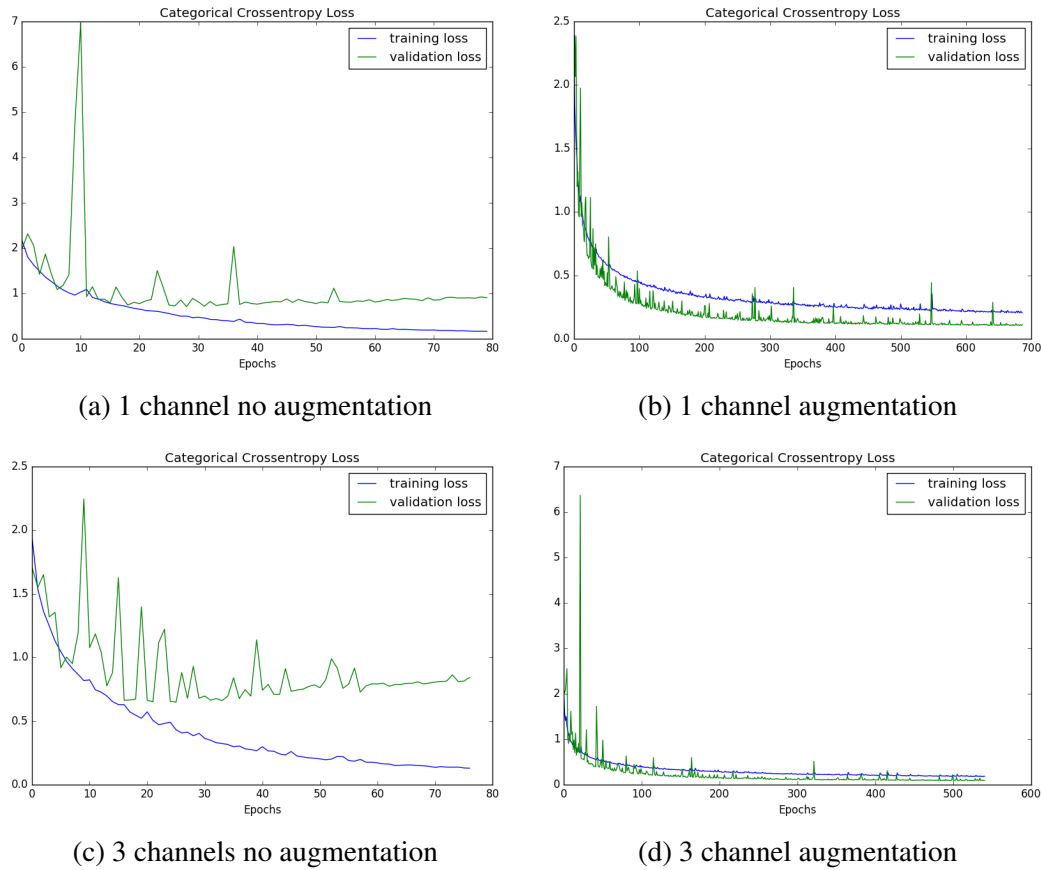 Categorical Crossentropy Loss
7
6
5
4
3
2
1
0
training loss
validation loss
0 10 20 30 40 50 60 70 80
Epochs
(a) 1 channel no augmentation
Categorical Crossentropy Loss
2.5
2.0
1.5
1.0
0.5
0.0
training loss
validation loss
0 100 200 300 400 500 600 700
Epochs
(b) 1 channel augmentation
Categorical Crossentropy Loss
2.5
2.0
1.5
1.0
0.5
0.0
training loss
validation loss
0 10 20 30 40 50 60 70 80
Epochs
(c) 3 channels no augmentation
Categorical Crossentropy Loss
7
6
5
4
3
2
1
0
training loss
validation loss
0 100 200 300 400 500 600
Epochs
(d) 3 channel augmentation